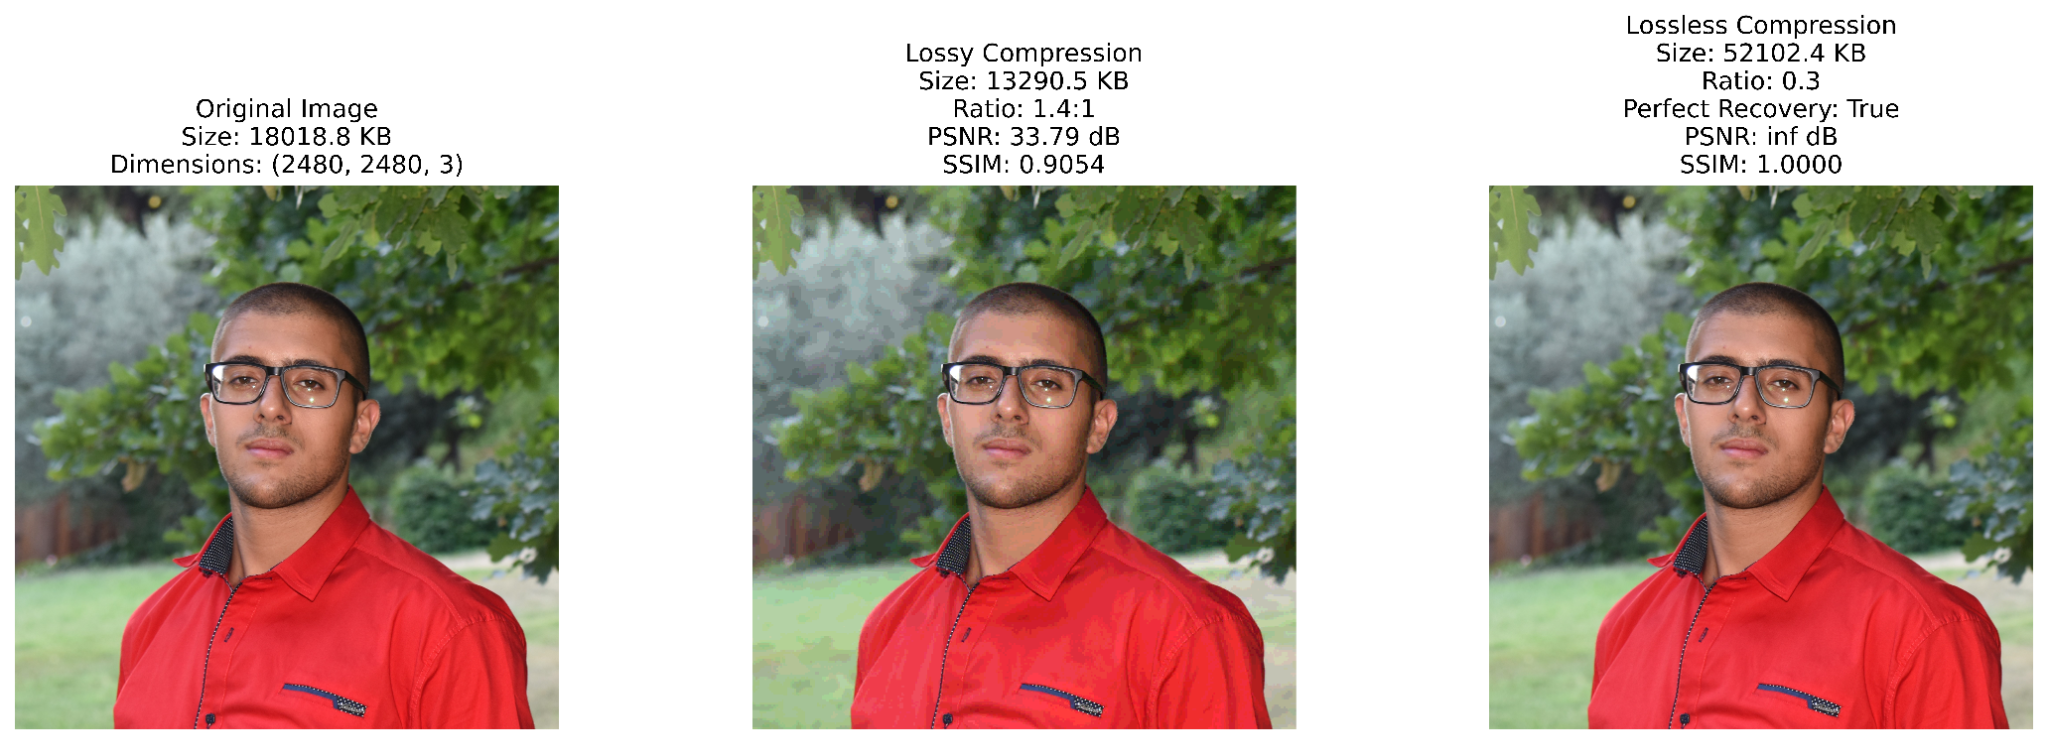 Original Image
Size: 18018.8 KB
Dimensions: (2480, 2480, 3)
Lossy Compression
Size: 13290.5 KB
Ratio: 1.4:1
PSNR: 33.79 dB
SSIM: 0.9054
Lossless Compression
Size: 52102.4 KB
Ratio: 0.3
Perfect Recovery: True
PSNR: inf dB
SSIM: 1.0000